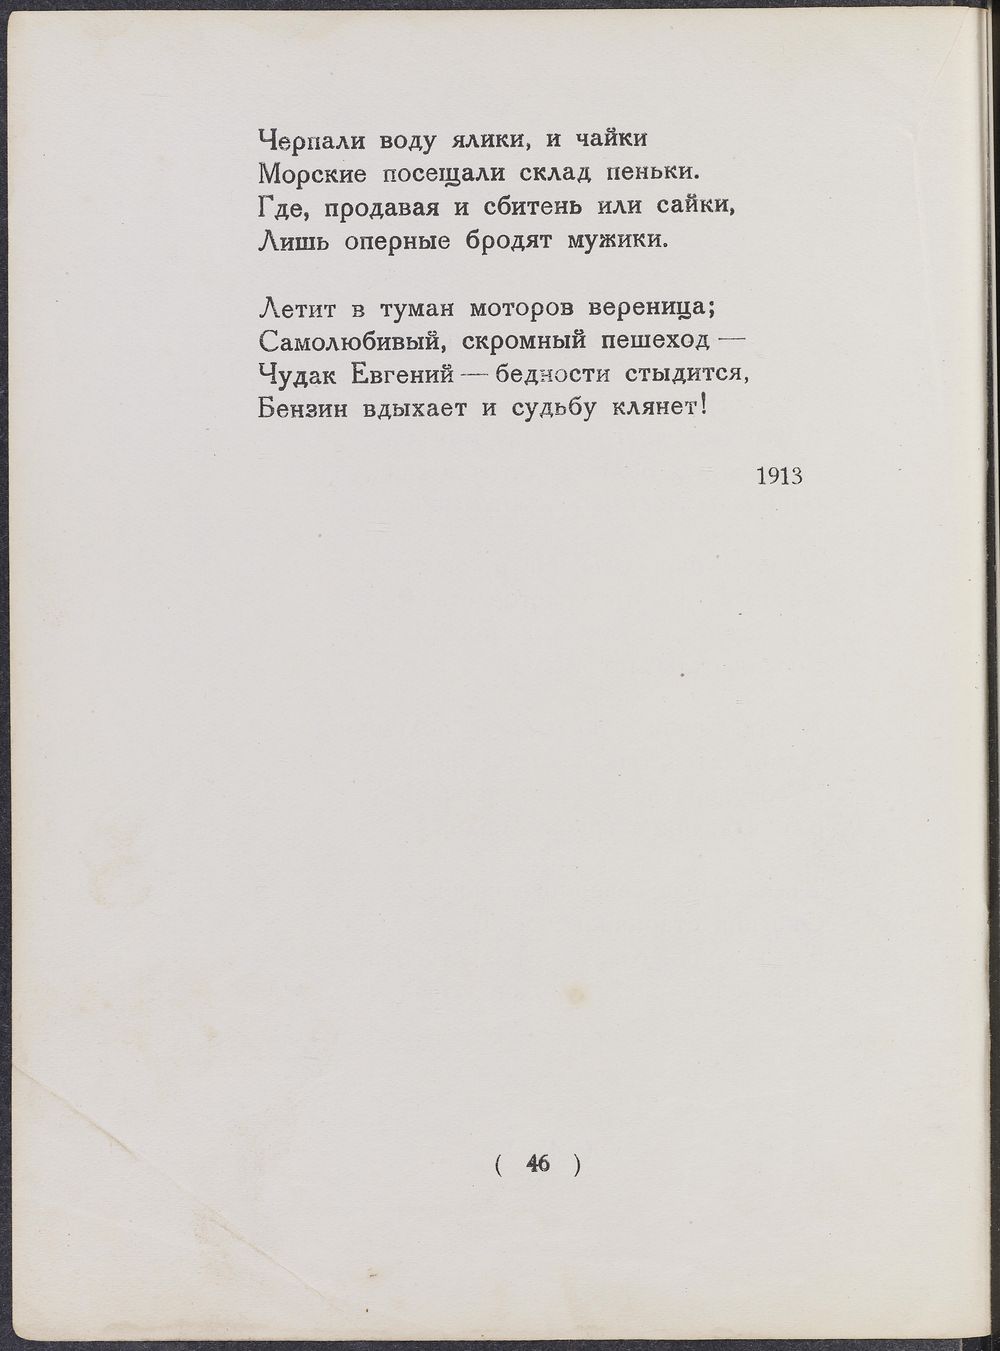 Черпали воду ялики, и чайки
Морские посещали склад пеньки.
Где, продавая и сбитень или сайки,
Лишь оперные бродят мужики.

Летит в туман моторов вереница;
Самолюбивый, скромный пешеход —
Чудак Евгений — бедности стыдится,
Бензин вдыхает и судьбу клянет!

1913

( 46 )